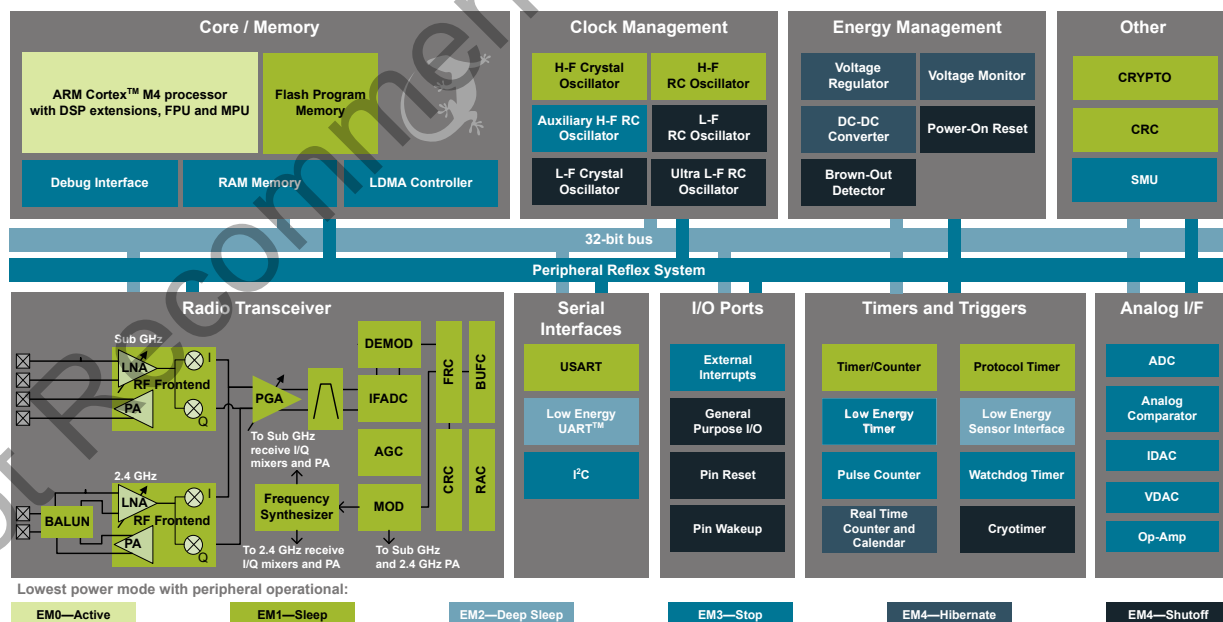 Core / Memory
ARM Cortex™ M4 processor
with DSP extensions, FPU and MPU
Flash Program
Memory
Debug Interface
RAM Memory
LDMA Controller
Clock Management
H-F Crystal
Oscillator
H-F
RC Oscillator
Auxiliary H-F RC
Oscillator
L-F
RC Oscillator
L-F Crystal
Oscillator
Ultra L-F RC
Oscillator
Energy Management
Voltage
Regulator
Voltage Monitor
DC-DC
Converter
Power-On Reset
Brown-Out
Detector
Other
CRYPTO
CRC
SMU
32-bit bus
Peripheral Reflex System
Radio Transceiver
Sub GHz
LNA
RF Frontend
PA
I
Q
PGA
To Sub GHz
receive I/Q
mixers and PA
DEMOD
IFADC
AGC
MOD
FRC
BUFC
CRC
RAC
2.4 GHz
BALUN
LNA
RF Frontend
PA
I
Q
Frequency
Synthesizer
To 2.4 GHz receive
I/Q mixers and PA
To Sub GHz
and 2.4 GHz PA
Serial
Interfaces
USART
Low Energy
UART™
I²C
I/O Ports
External
Interrupts
General
Purpose I/O
Pin Reset
Pin Wakeup
Timers and Triggers
Timer/Counter
Protocol Timer
Low Energy
Timer
Low Energy
Sensor Interface
Pulse Counter
Watchdog Timer
Real Time
Counter and
Calendar
Cryotimer
Analog I/F
ADC
Analog
Comparator
IDAC
VDAC
Op-Amp
Lowest power mode with peripheral operational:
EM0—Active
EM1—Sleep
EM2—Deep Sleep
EM3—Stop
EM4—Hibernate
EM4—Shutoff